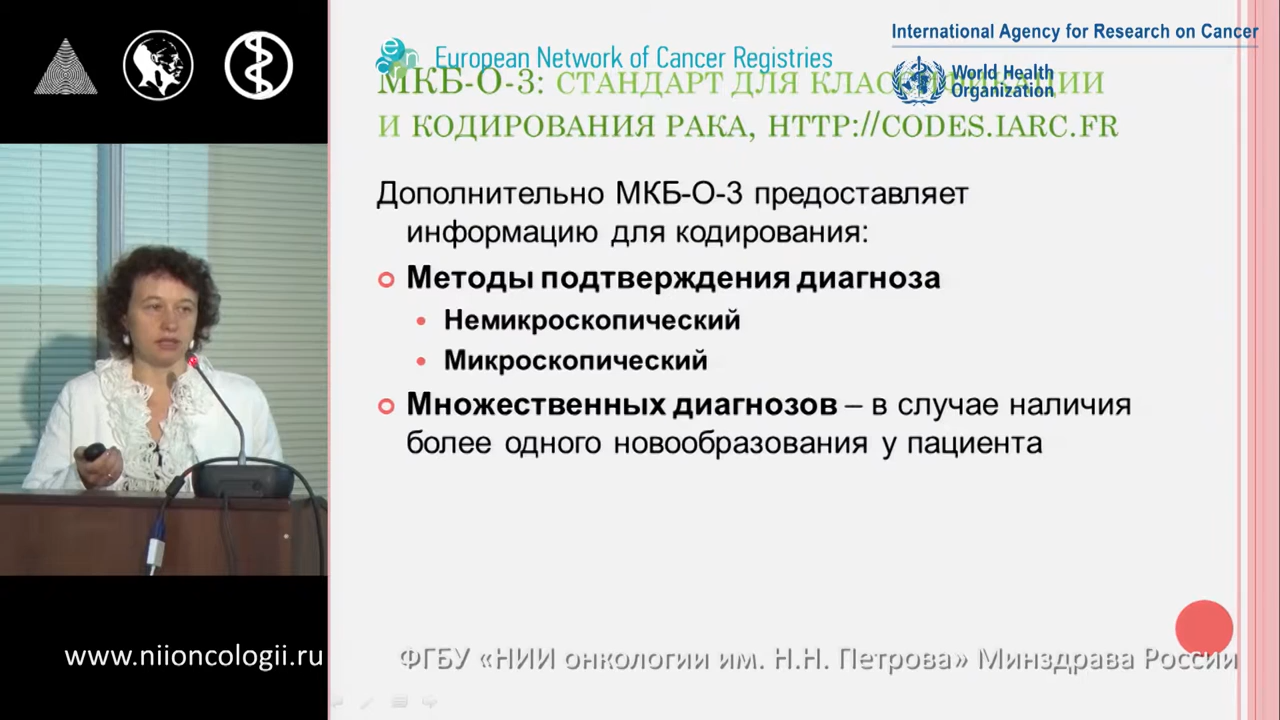 European Network of Cancer Registries
International Agency for Research on Cancer
World Health
Organization
МКБ-О-3: СТАНДАРТ ДЛЯ КЛАССИФИКАЦИИ
И КОДИРОВАНИЯ РАКА, HTTP://CODES.IARC.FR
Дополнительно МКБ-О-3 предоставляет
информацию для кодирования:
Методы подтверждения диагноза
Немикроскопический
Микроскопический
Множественных диагнозов – в случае наличия
более одного новообразования у пациента
www.niioncologii.ru
ФГБУ «НИИ онкологии им. Н.Н. Петрова» Минздрава России